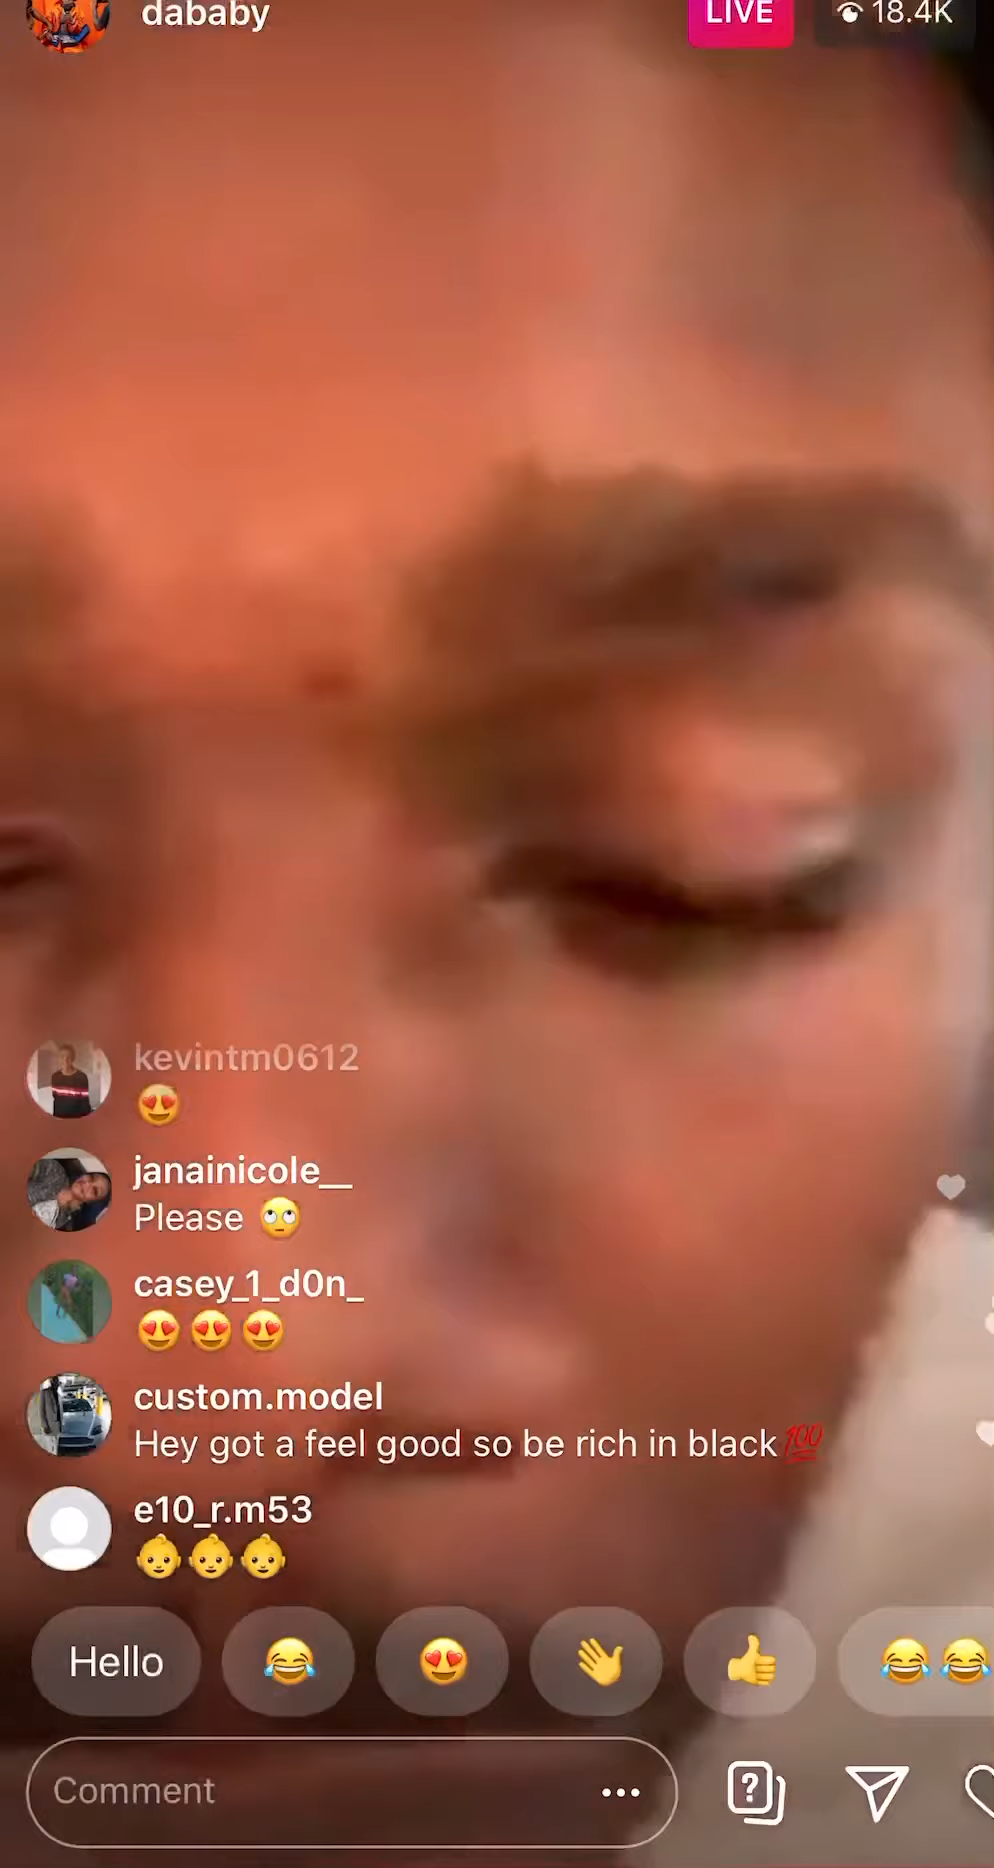 dababy
LIVE
18.4K
kevintm0612
😍
janainicole__
Please 🙄
casey_1_d0n_
😍😍😍
custom.model
Hey got a feel good so be rich in black💯
e10_r.m53
👶👶👶
Hello
😂
😍
👋
👍
😂😂
Comment